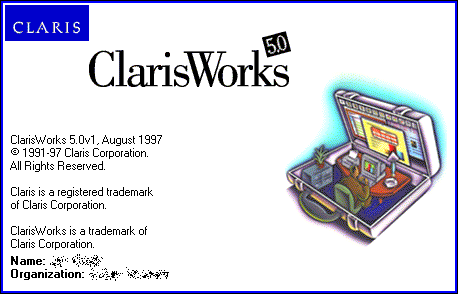 CLARIS
ClarisWorks 5.0
ClarisWorks 5.0v1, August 1997
© 1991-97 Claris Corporation.
All Rights Reserved.
Claris is a registered trademark
of Claris Corporation.
ClarisWorks is a trademark of
Claris Corporation.
Name:
Organization: